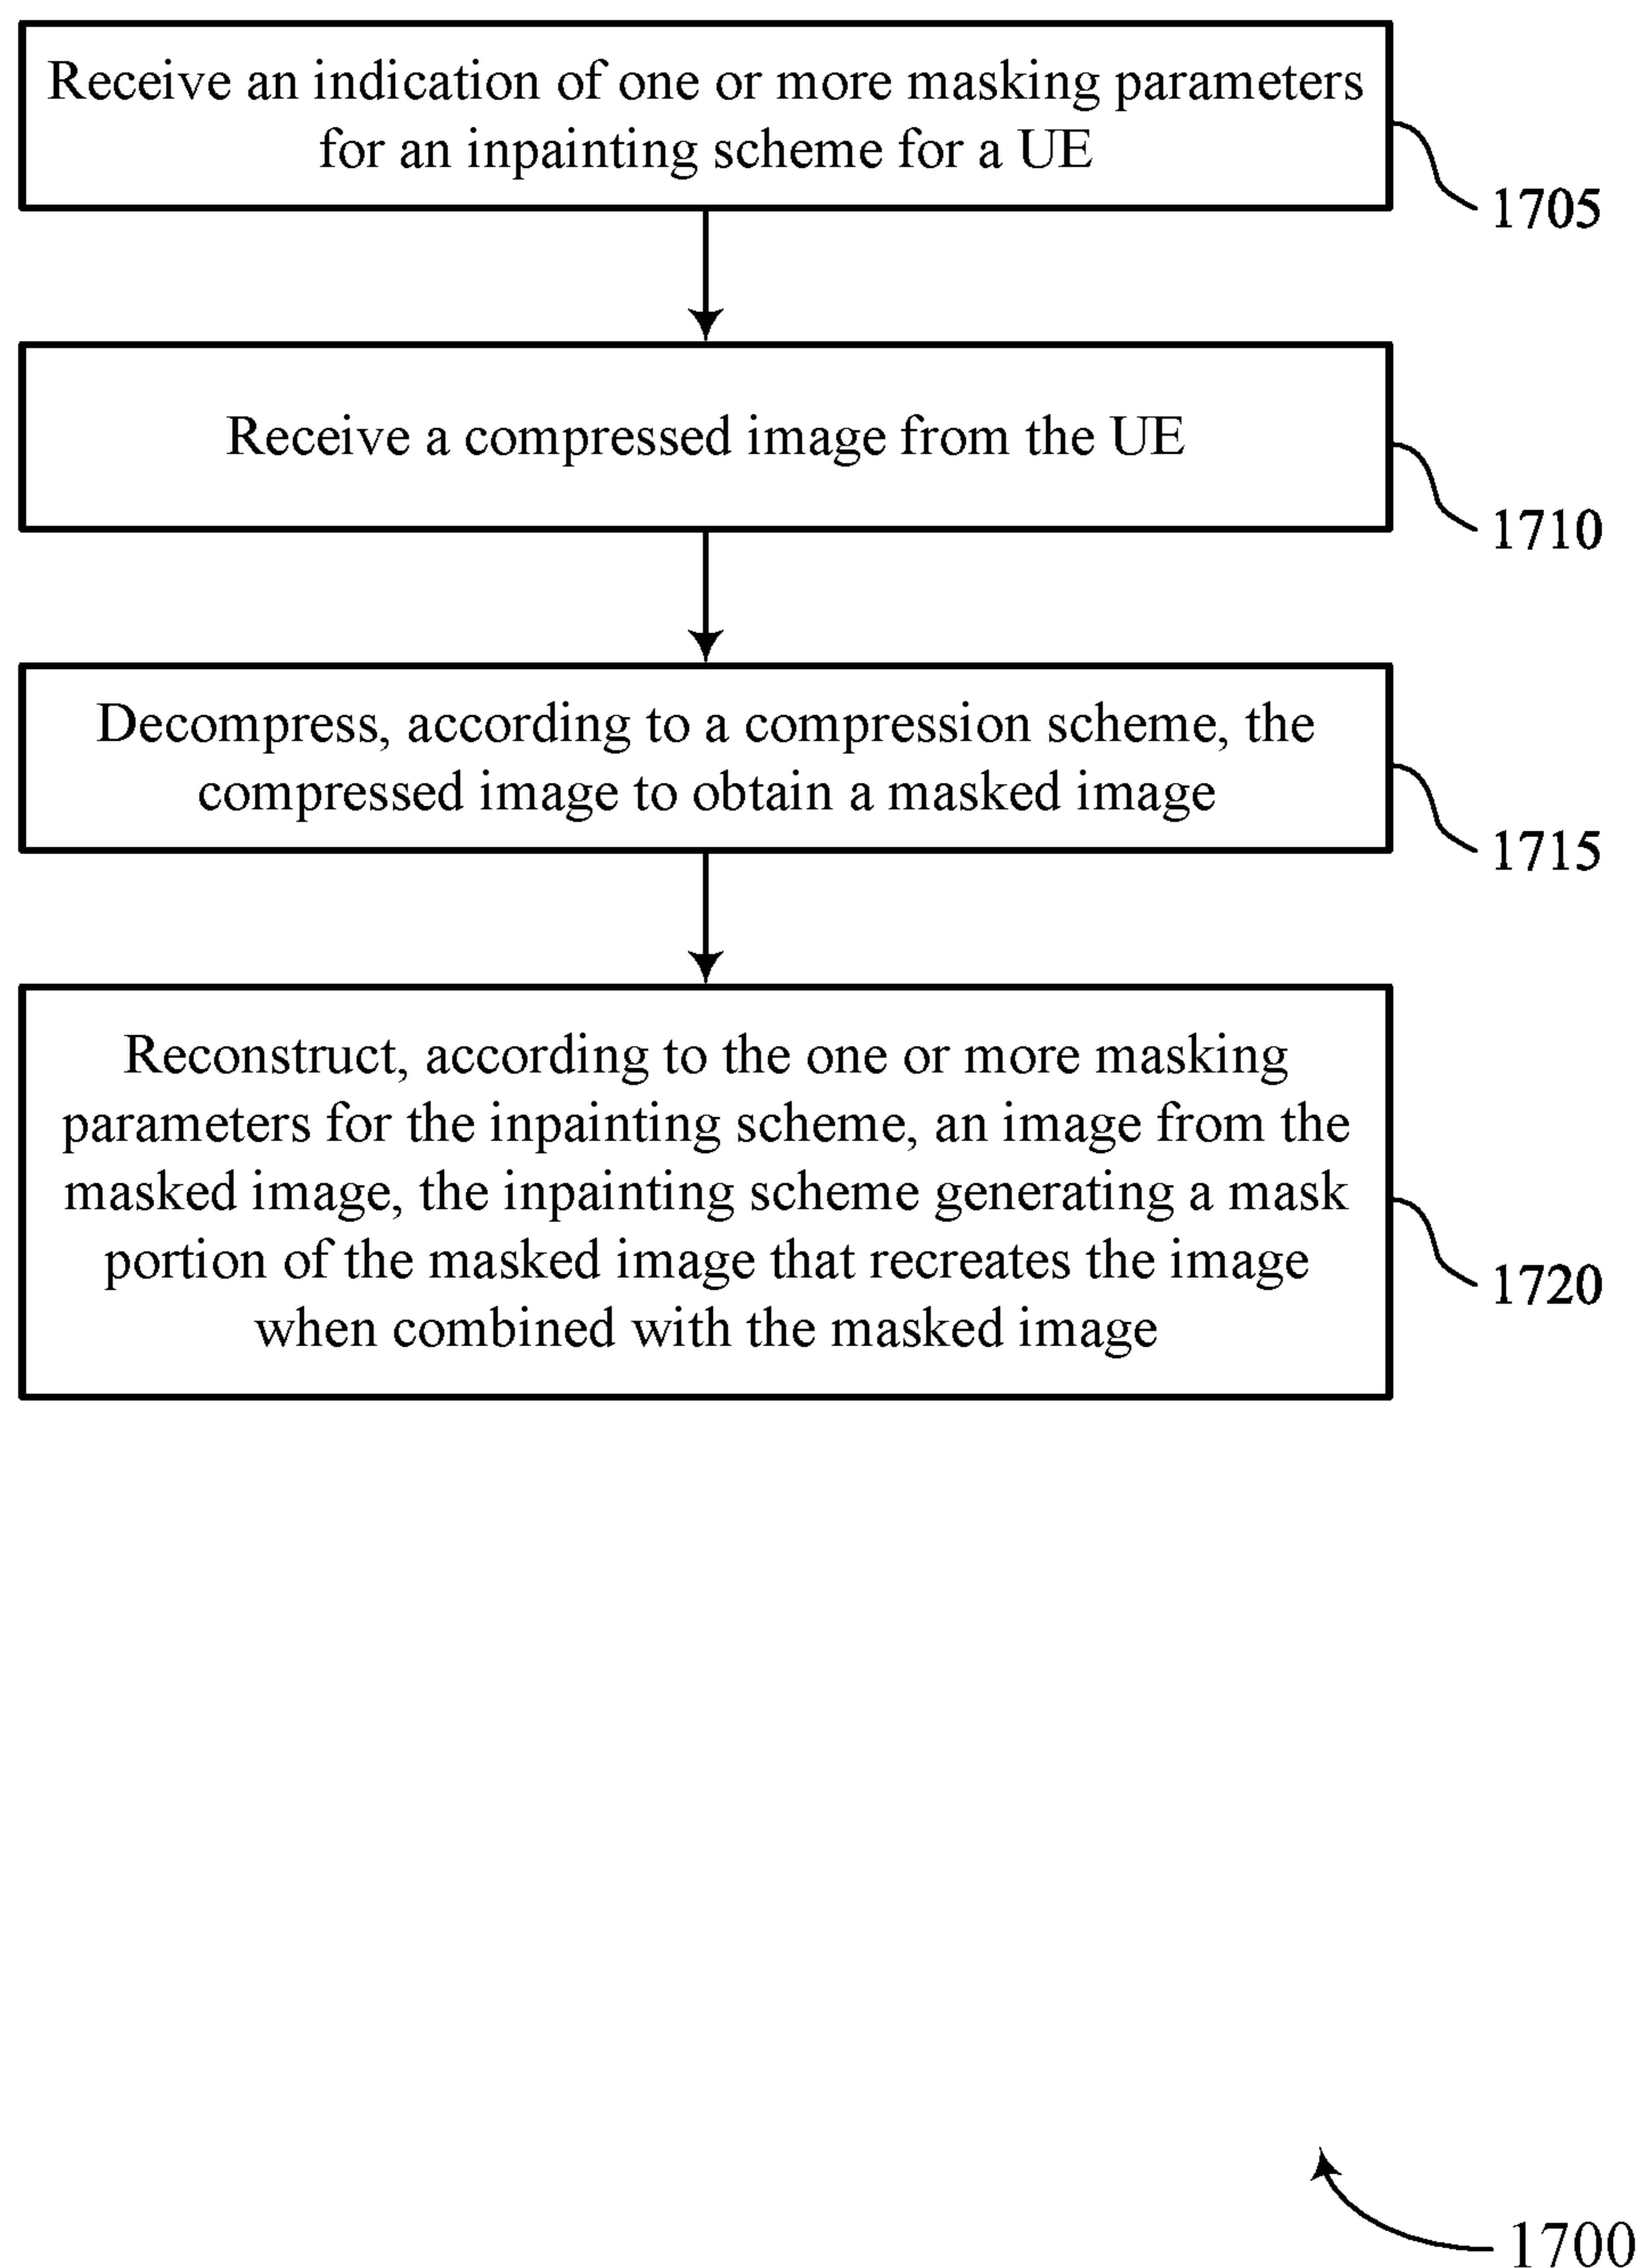 Receive an indication of one or more masking parameters
for an inpainting scheme for a UE
1705
Receive a compressed image from the UE
1710
Decompress, according to a compression scheme, the
compressed image to obtain a masked image
1715
Reconstruct, according to the one or more masking
parameters for the inpainting scheme, an image from the
masked image, the inpainting scheme generating a mask
portion of the masked image that recreates the image
when combined with the masked image
1720
1700